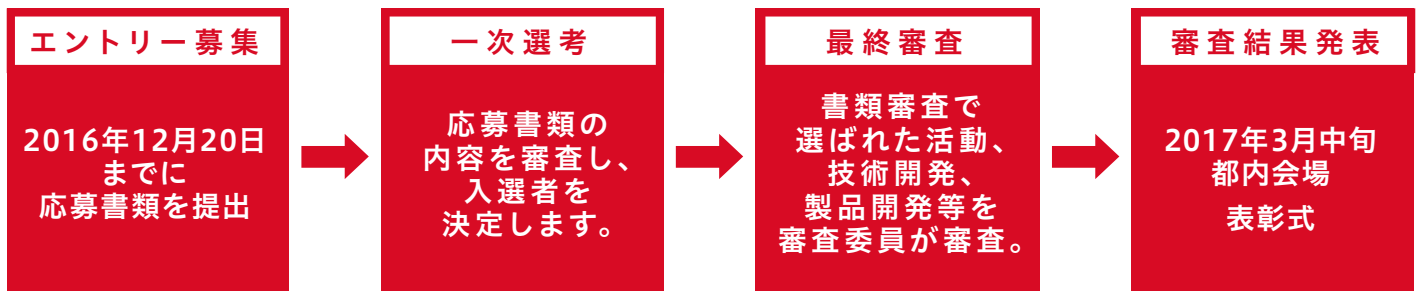 エントリー募集
2016年12月20日
までに
応募書類を提出
一次選考
応募書類の
内容を審査し、
入選者を
決定します。
最終審査
書類審査で
選ばれた活動、
技術開発、
製品開発等を
審査委員が審査。
審査結果発表
2017年3月中旬
都内会場
表彰式